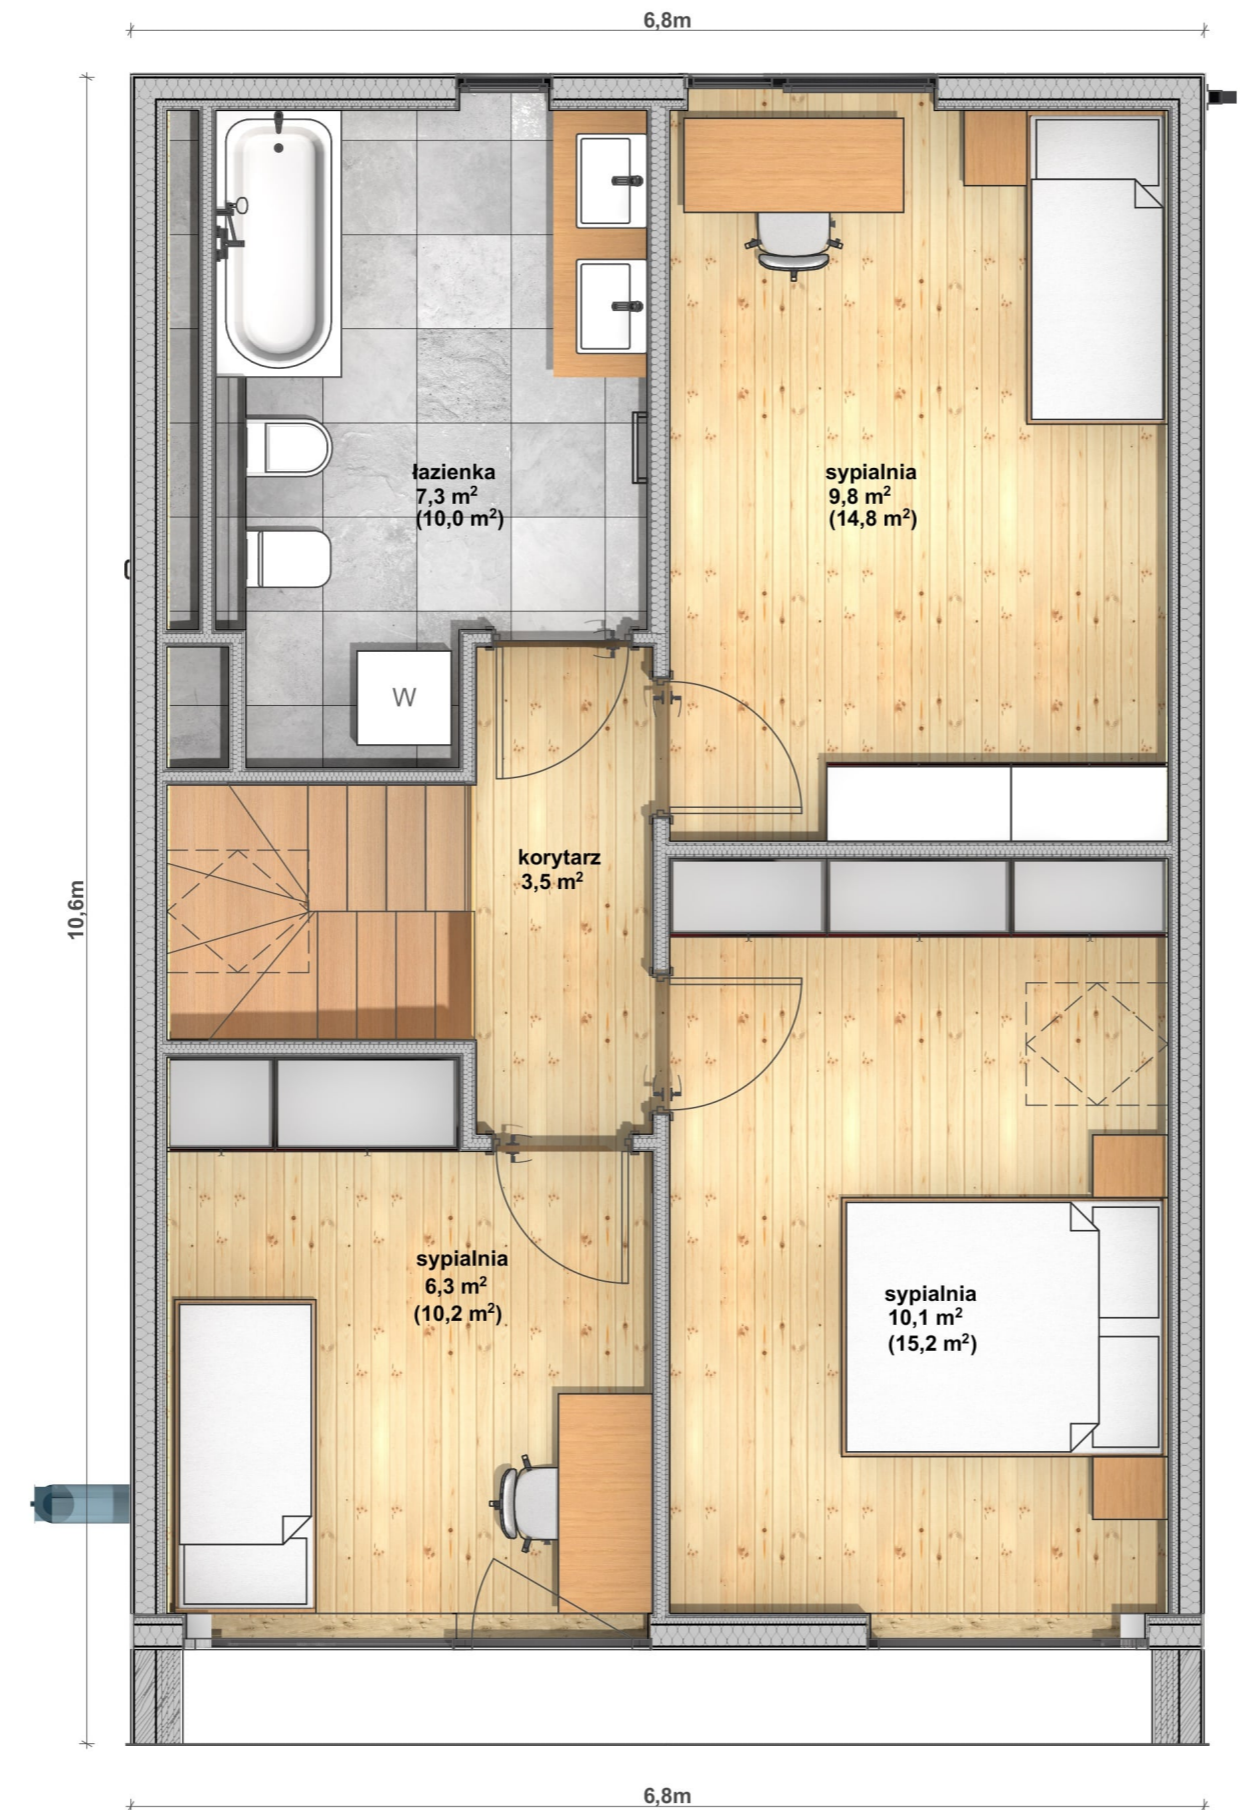 6,8m
łazienka
7,3 m²
(10,0 m²)
sypialnia
9,8 m²
(14,8 m²)
W
korytarz
3,5 m²
10,6m
sypialnia
6,3 m²
(10,2 m²)
sypialnia
10,1 m²
(15,2 m²)
6,8m